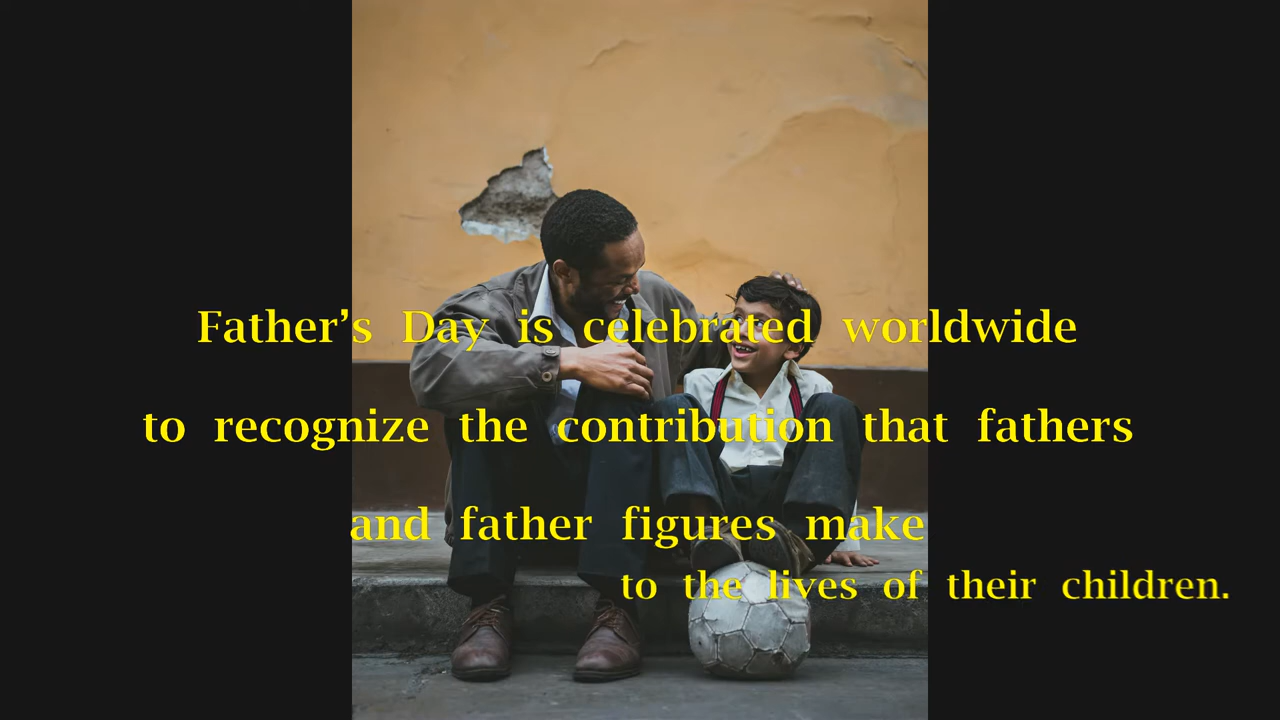 Father’s Day is celebrated worldwide
to recognize the contribution that fathers
and father figures make
to the lives of their children.